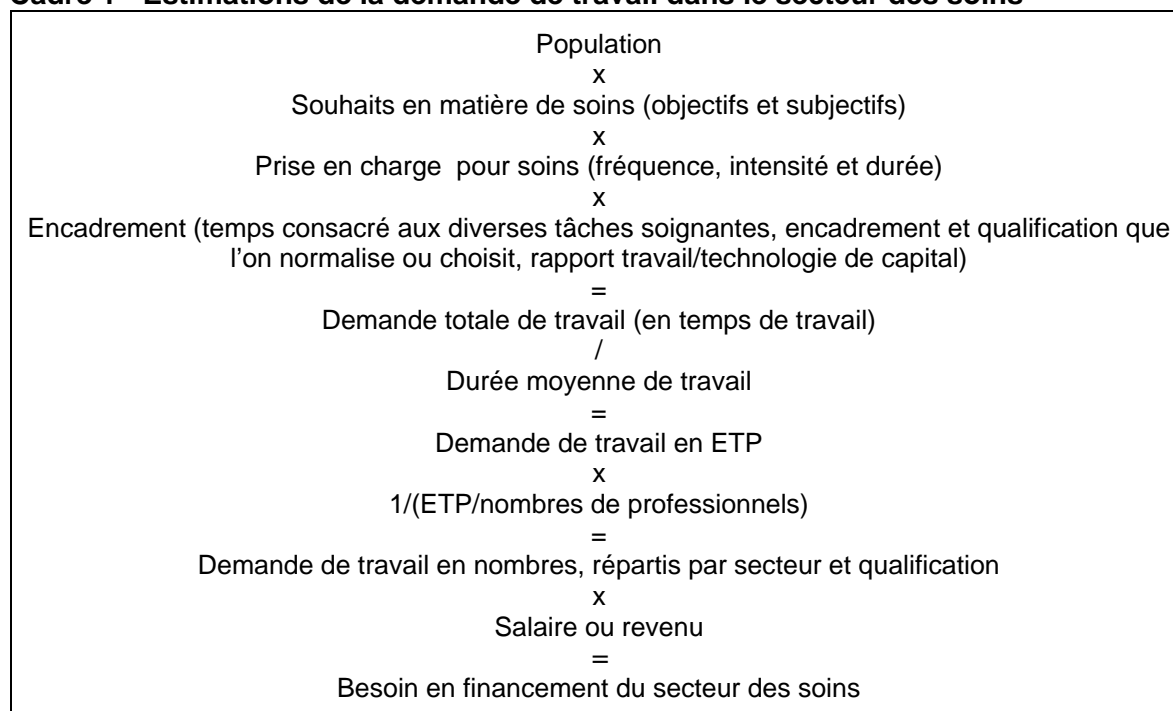 Cadre 1 - Estimations de la demande de travail dans le secteur des soins
Population
x
Souhaits en matière de soins (objectifs et subjectifs)
x
Prise en charge pour soins (fréquence, intensité et durée)
x
Encadrement (temps consacré aux diverses tâches soignantes, encadrement et qualification que
l'on normalise ou choisit, rapport travail/technologie de capital)
=
Demande totale de travail (en temps de travail)
/
Durée moyenne de travail
=
Demande de travail en ETP
x
1/(ETP/nombres de professionnels)
=
Demande de travail en nombres, répartis par secteur et qualification
x
Salaire ou revenu
=
Besoin en financement du secteur des soins